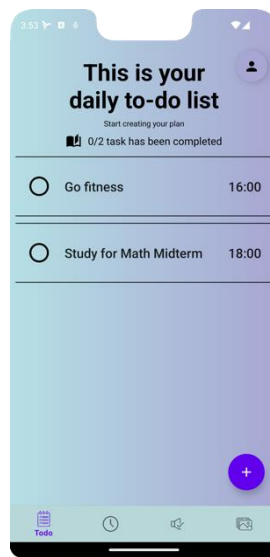 3:53
This is your
daily to-do list
Start creating your plan
0/2 task has been completed
Go fitness 16:00
Study for Math Midterm 18:00
+
Todo